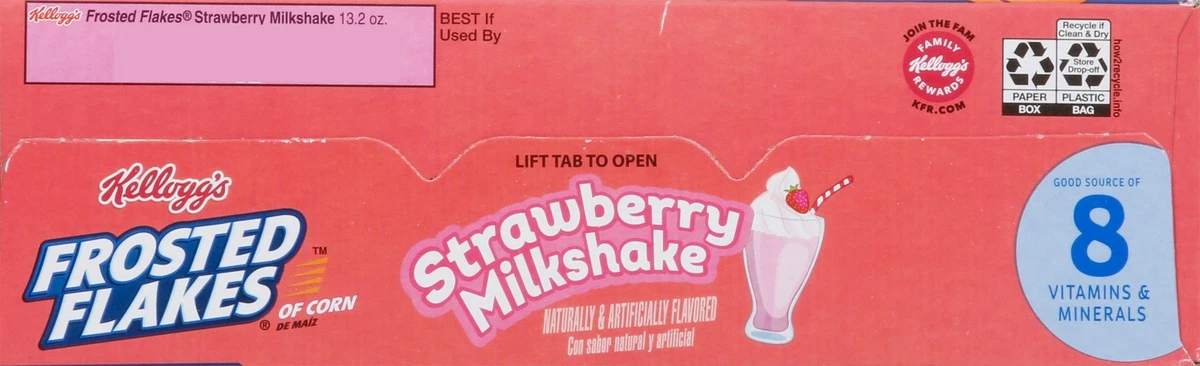 Kellogg's Frosted Flakes® Strawberry Milkshake 13.2 oz.
BEST If
Used By
JOIN THE FAM
FAMILY
Kellogg's
REWARDS
KFR.COM
Recycle if
Clean & Dry
Store
Drop-off
PAPER
BOX
PLASTIC
BAG
how2recycle.info
LIFT TAB TO OPEN
Kellogg's
FROSTED
FLAKES®
™
OF CORN
DE MAÍZ
Strawberry
Milkshake
NATURALLY & ARTIFICIALLY FLAVORED
Con sabor natural y artificial
GOOD SOURCE OF
8
VITAMINS &
MINERALS